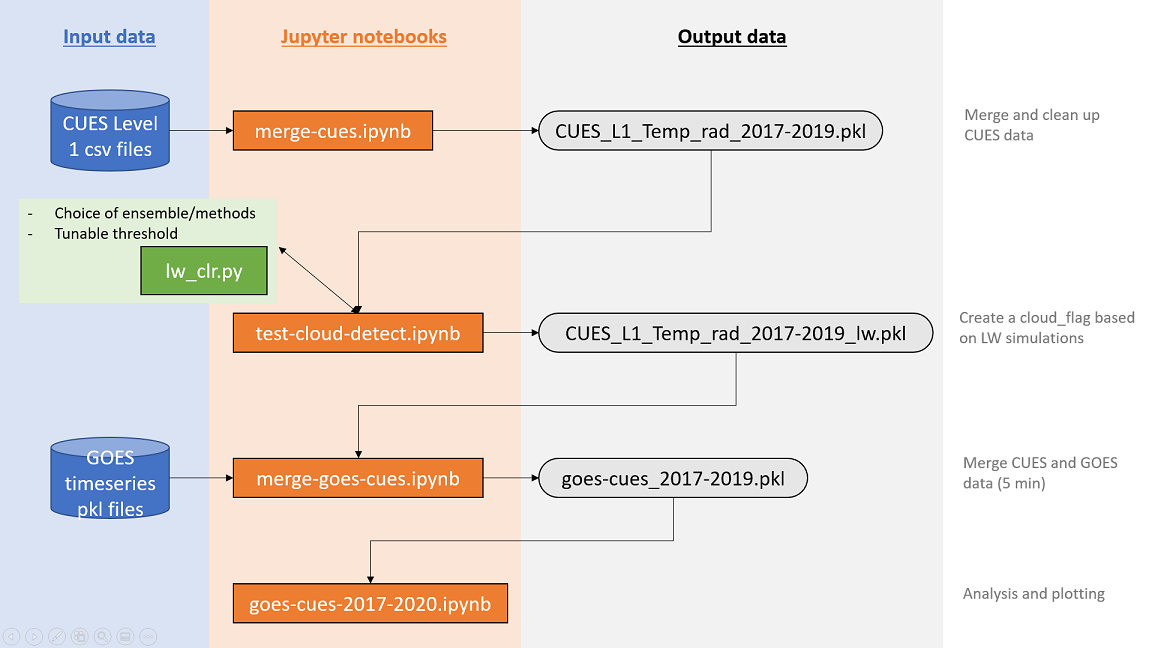 Input data
Jupyter notebooks
Output data
CUES Level
1 csv files
merge-cues.ipynb
CUES_L1_Temp_rad_2017-2019.pkl
Merge and clean up
CUES data
- Choice of ensemble/methods
- Tunable threshold
lw_clr.py
test-cloud-detect.ipynb
CUES_L1_Temp_rad_2017-2019_lw.pkl
Create a cloud_flag based
on LW simulations
GOES
timeseries
pkl files
merge-goes-cues.ipynb
goes-cues_2017-2019.pkl
Merge CUES and GOES
data (5 min)
goes-cues-2017-2020.ipynb
Analysis and plotting